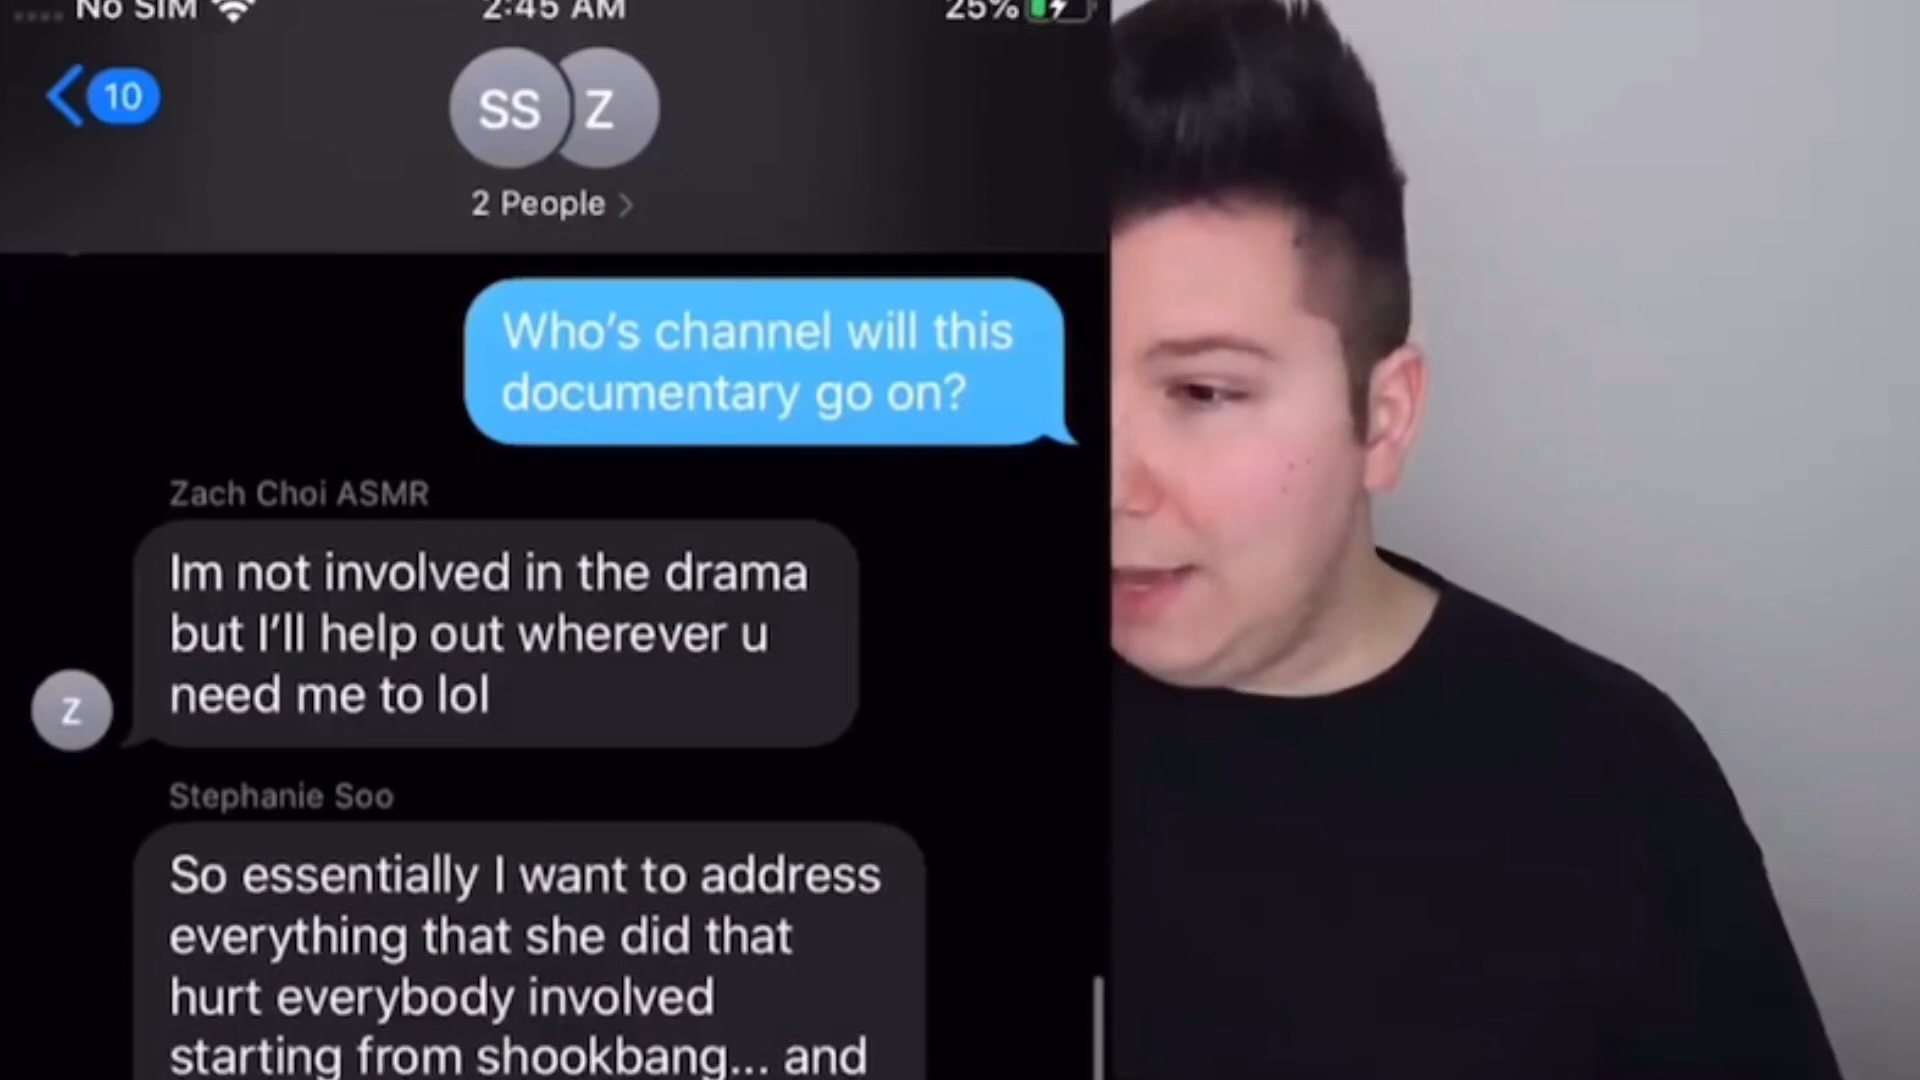 No SIM 2:45 AM 25%
10
SS Z
2 People
Who's channel will this
documentary go on?
Zach Choi ASMR
Im not involved in the drama
but I'll help out wherever u
need me to lol
Z
Stephanie Soo
So essentially I want to address
everything that she did that
hurt everybody involved
starting from shookbang... and